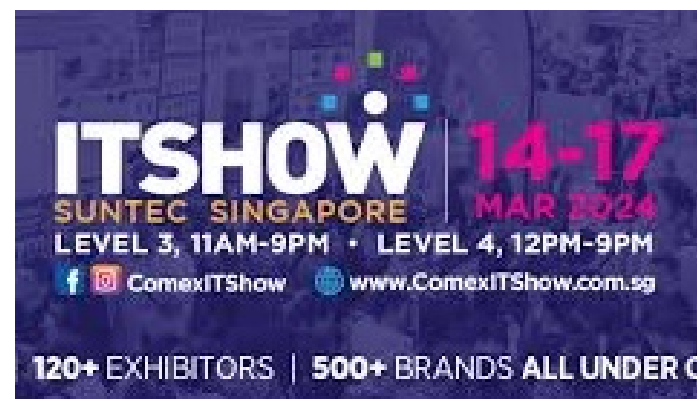 ITSHOW
14-17
SUNTEC SINGAPORE
MAR 2024
LEVEL 3, 11AM-9PM • LEVEL 4, 12PM-9PM
ComexITShow www.ComexITShow.com.sg
120+ EXHIBITORS | 500+ BRANDS ALL UNDER